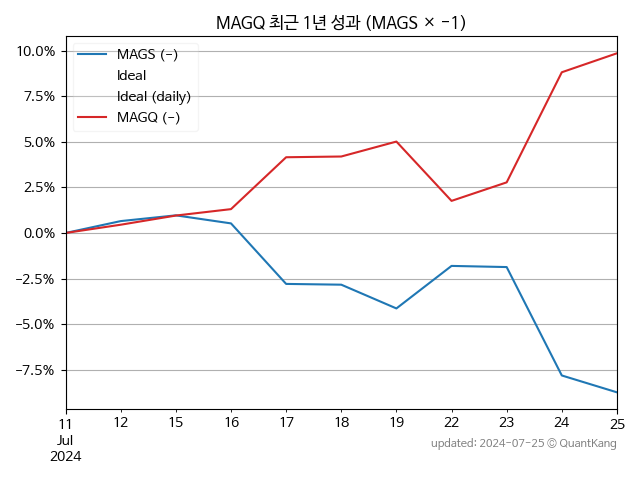 MAGQ 최근 1년 성과 (MAGS × -1)
MAGS (-)
Ideal
Ideal (daily)
MAGQ (-)
10.0%
7.5%
5.0%
2.5%
0.0%
-2.5%
-5.0%
-7.5%
11 12 15 16 17 18 19 22 23 24 25
Jul
2024
updated: 2024-07-25 © QuantKang